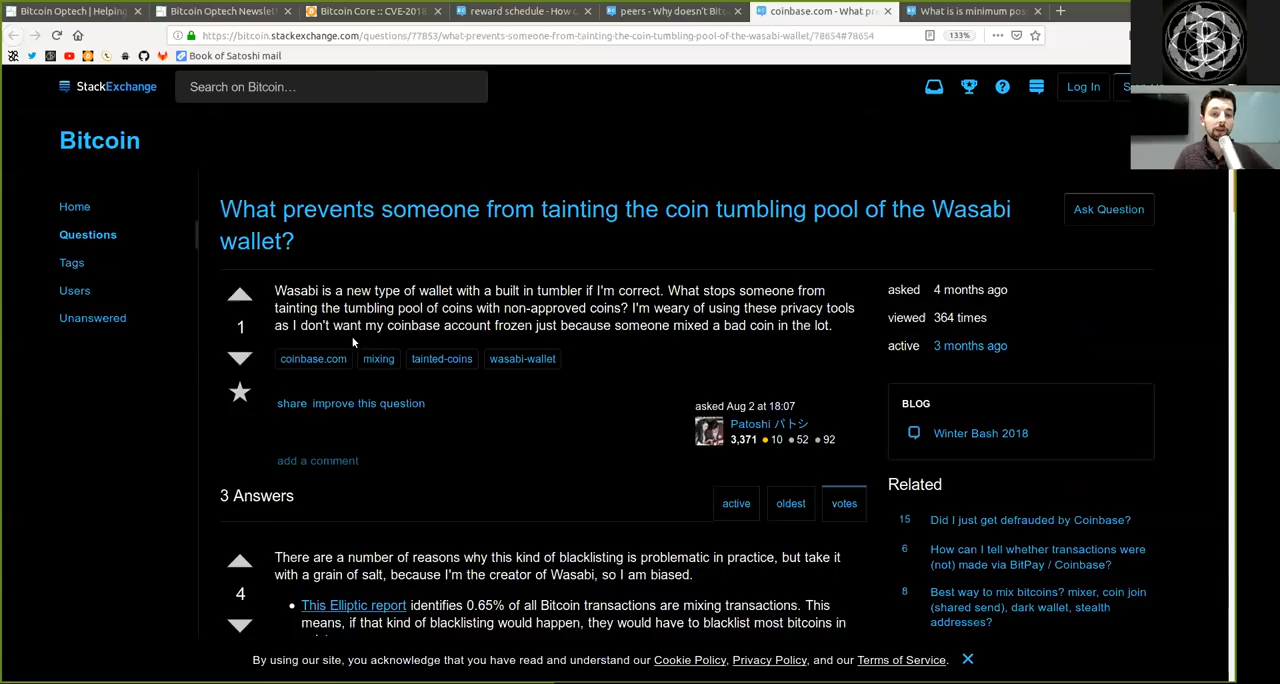 Bitcoin Optech | Helping
Bitcoin Optech Newslet
Bitcoin Core :: CVE-2018
reward schedule - How c
peers - Why doesn't Bitc
coinbase.com - What pre
What is is minimum pos
https://bitcoin.stackexchange.com/questions/77853/what-prevents-someone-from-tainting-the-coin-tumbling-pool-of-the-wasabi-wallet/78654#78654
133%
Book of Satoshi mail
StackExchange
Search on Bitcoin…
Log In
Bitcoin
Home
Questions
Tags
Users
Unanswered
What prevents someone from tainting the coin tumbling pool of the Wasabi
wallet?
Ask Question
1
Wasabi is a new type of wallet with a built in tumbler if I'm correct. What stops someone from
tainting the tumbling pool of coins with non-approved coins? I'm weary of using these privacy tools
as I don't want my coinbase account frozen just because someone mixed a bad coin in the lot.
coinbase.com mixing tainted-coins wasabi-wallet
share improve this question
asked Aug 2 at 18:07
Patoshi パトシ
3,371 10 52 92
add a comment
asked 4 months ago
viewed 364 times
active 3 months ago
BLOG
Winter Bash 2018
3 Answers
active oldest votes
4
There are a number of reasons why this kind of blacklisting is problematic in practice, but take it
with a grain of salt, because I'm the creator of Wasabi, so I am biased.
This Elliptic report identifies 0.65% of all Bitcoin transactions are mixing transactions. This
means, if that kind of blacklisting would happen, they would have to blacklist most bitcoins in
Related
15 Did I just get defrauded by Coinbase?
6 How can I tell whether transactions were
(not) made via BitPay / Coinbase?
8 Best way to mix bitcoins? mixer, coin join
(shared send), dark wallet, stealth
addresses?
By using our site, you acknowledge that you have read and understand our Cookie Policy, Privacy Policy, and our Terms of Service.